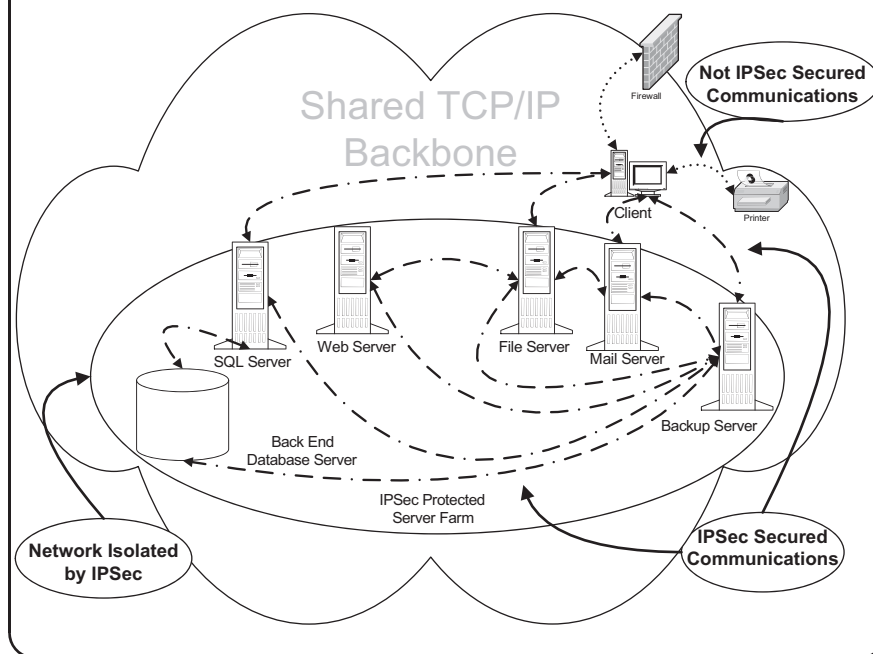 Shared TCP/IP
Backbone
Firewall
Not IPSec Secured
Communications
Client
Printer
SQL Server
Web Server
File Server
Mail Server
Backup Server
Back End
Database Server
IPSec Protected
Server Farm
Network Isolated
by IPSec
IPSec Secured
Communications